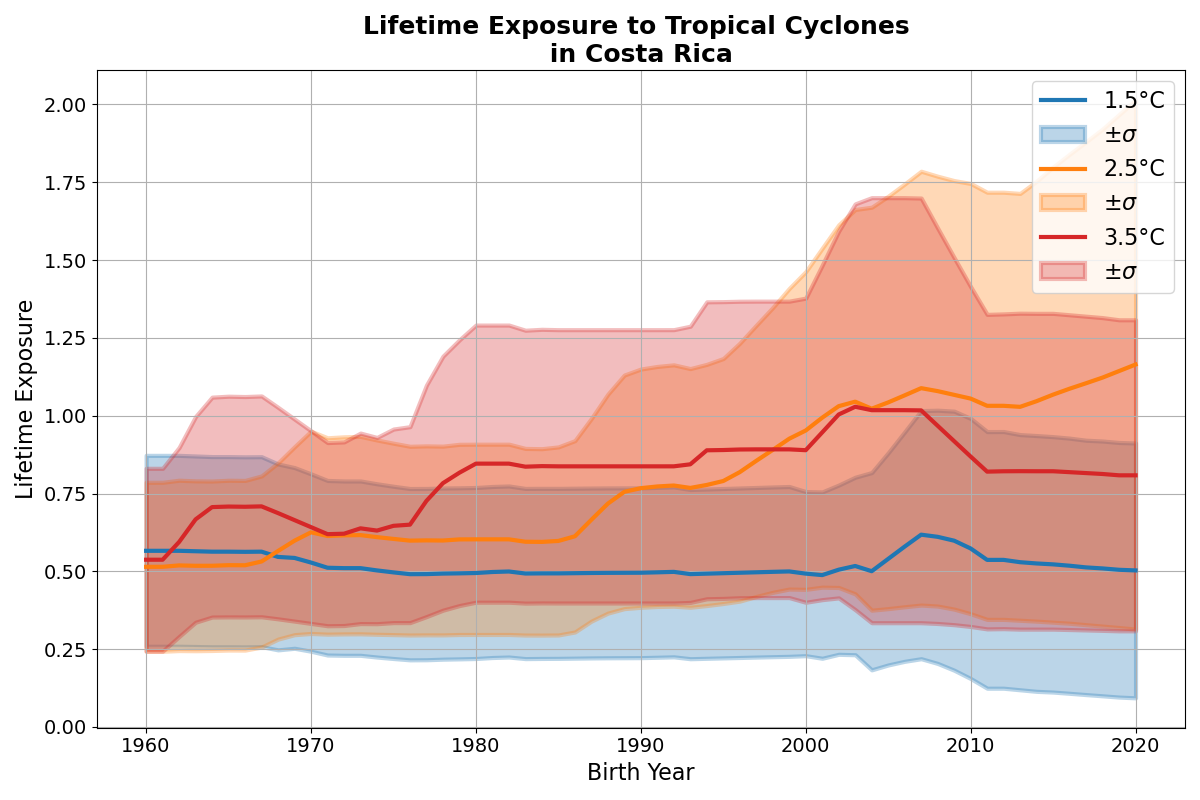 Lifetime Exposure to Tropical Cyclones
in Costa Rica
Lifetime Exposure
2.00
1.75
1.50
1.25
1.00
0.75
0.50
0.25
0.00
1.5°C
±σ
2.5°C
±σ
3.5°C
±σ
1960 1970 1980 1990 2000 2010 2020
Birth Year